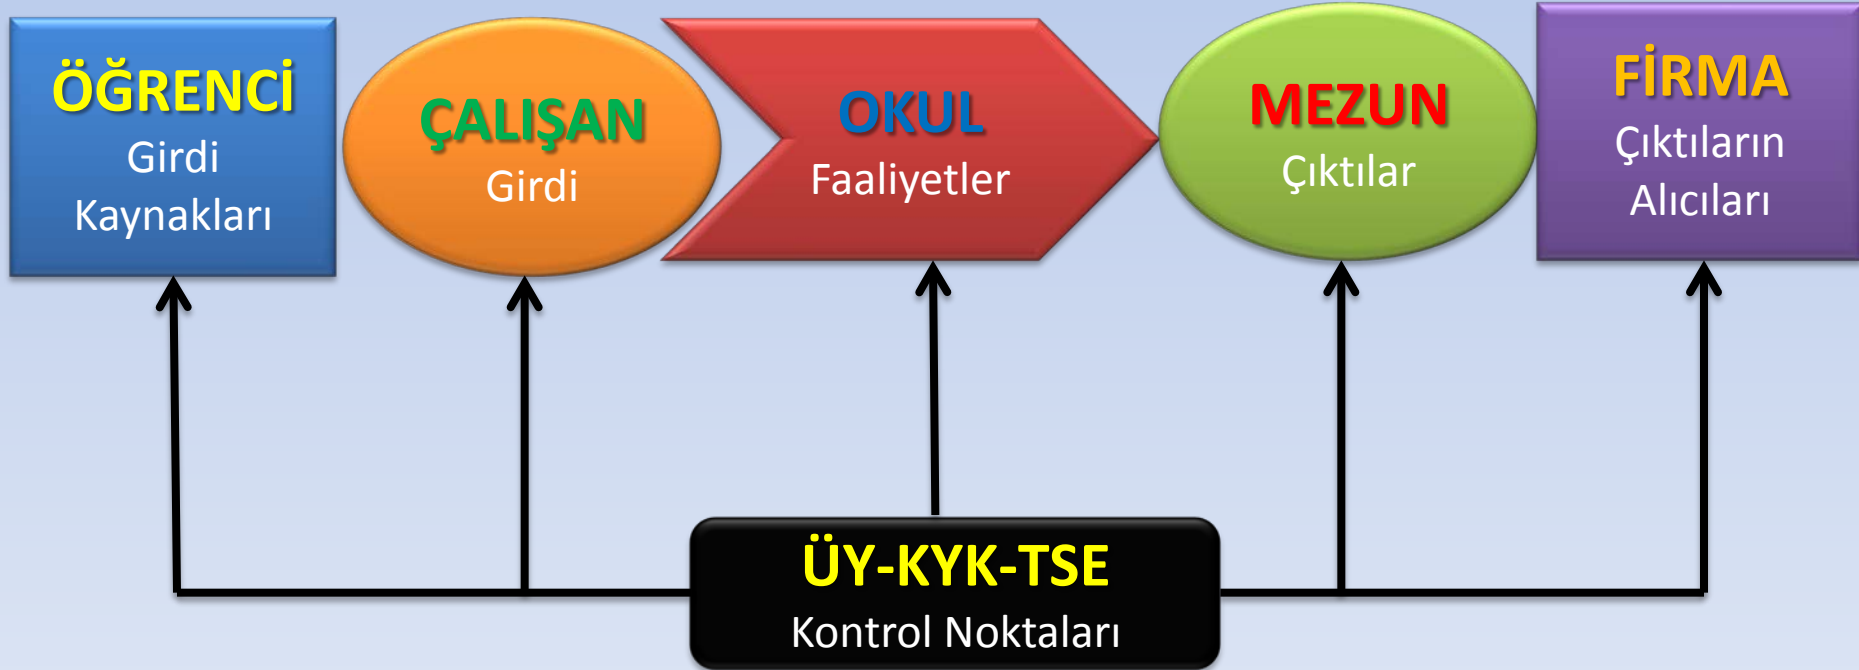 ÖĞRENCİ
Girdi
Kaynakları
ÇALIŞAN
Girdi
OKUL
Faaliyetler
MEZUN
Çıktılar
FİRMA
Çıktıların
Alıcıları
ÜY-KYK-TSE
Kontrol Noktaları